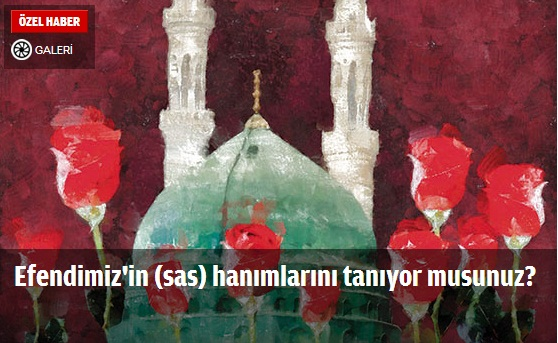 ÖZEL HABER
GALERİ
Efendimiz'in (sas) hanımlarını tanıyor musunuz?